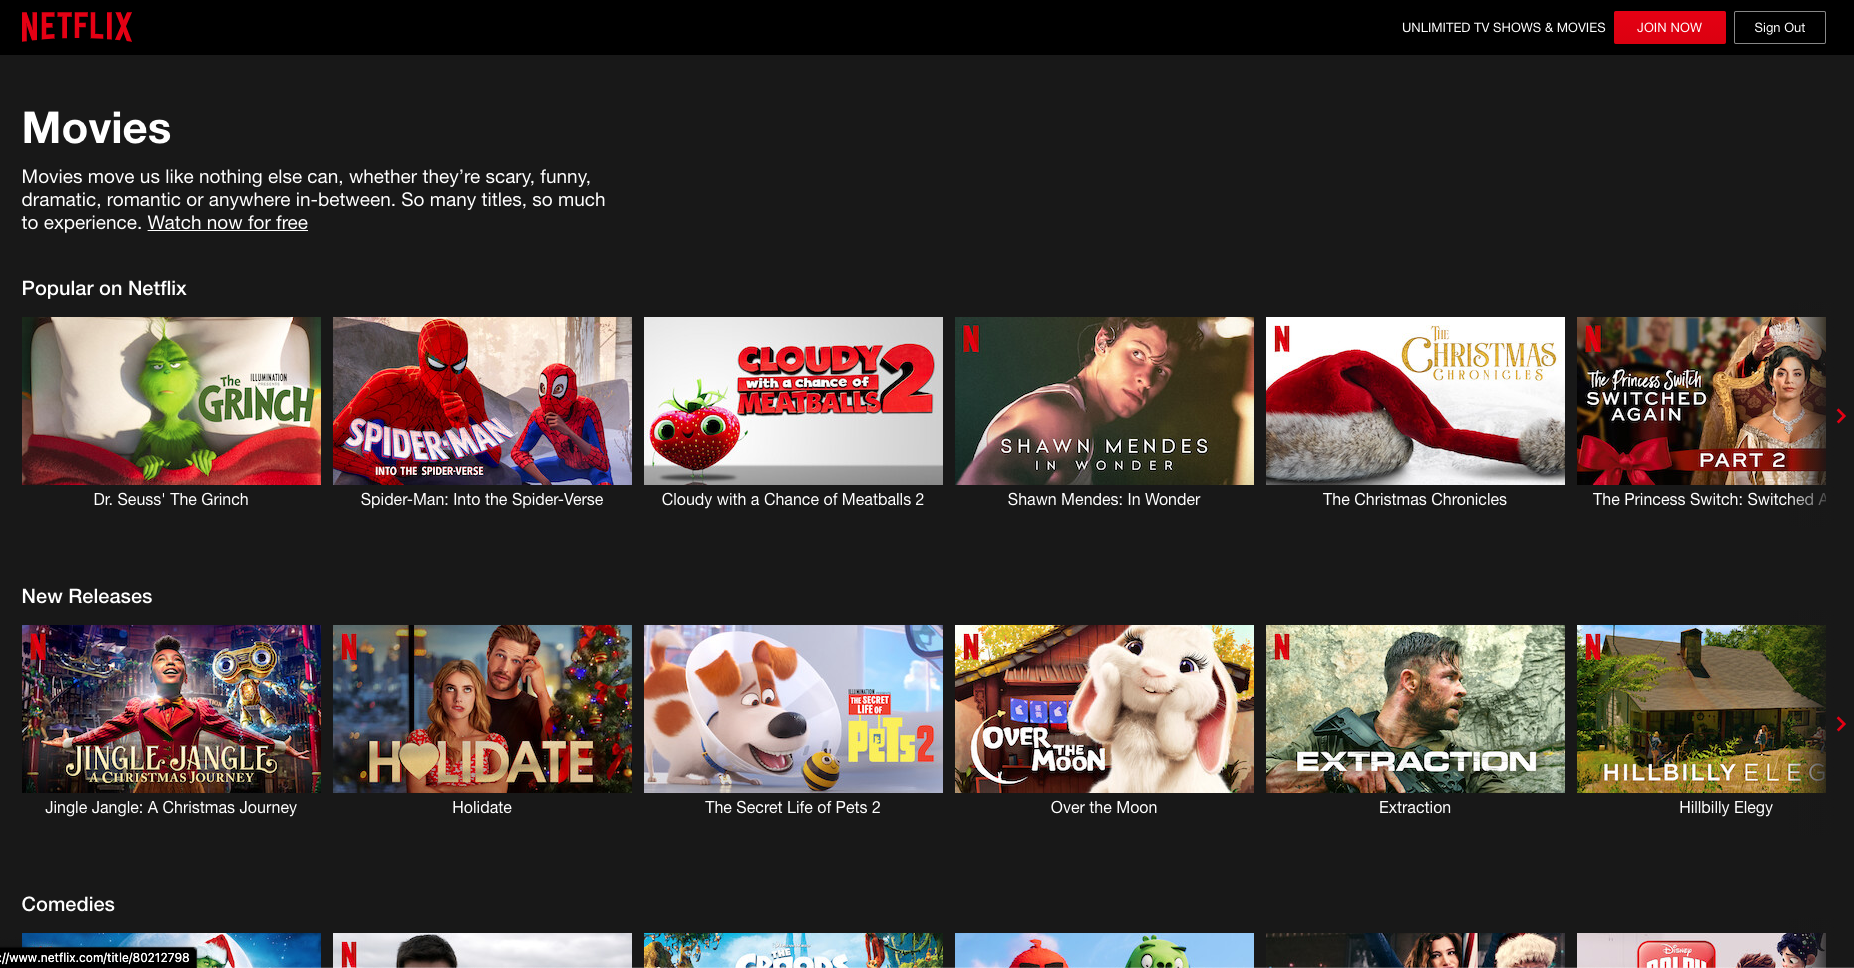 NETFLIX
UNLIMITED TV SHOWS & MOVIES
JOIN NOW
Sign Out
Movies
Movies move us like nothing else can, whether they’re scary, funny,
dramatic, romantic or anywhere in-between. So many titles, so much
to experience. Watch now for free
Popular on Netflix
ILLUMINATION
PRESENTS
The
GRINCH
SPIDER-MAN
INTO THE SPIDER-VERSE
CLOUDY
with a chance of
MEATBALLS
2
N
SHAWN MENDES
IN WONDER
N
THE
CHRISTMAS
CHRONICLES
N
The Princess Switch
SWITCHED
AGAIN
PART 2
Dr. Seuss' The Grinch
Spider-Man: Into the Spider-Verse
Cloudy with a Chance of Meatballs 2
Shawn Mendes: In Wonder
The Christmas Chronicles
The Princess Switch: Switched A
New Releases
N
JINGLE JANGLE
A CHRISTMAS JOURNEY
N
HOLIDATE
ILLUMINATION
THE SECRET
LIFE OF
PETS 2
N
OVER
THE
MOON
N
EXTRACTION
N
HILLBILLY ELEG
Jingle Jangle: A Christmas Journey
Holidate
The Secret Life of Pets 2
Over the Moon
Extraction
Hillbilly Elegy
Comedies
N
THE
CROODS
DISNEY
RALPH
://www.netflix.com/title/80212798